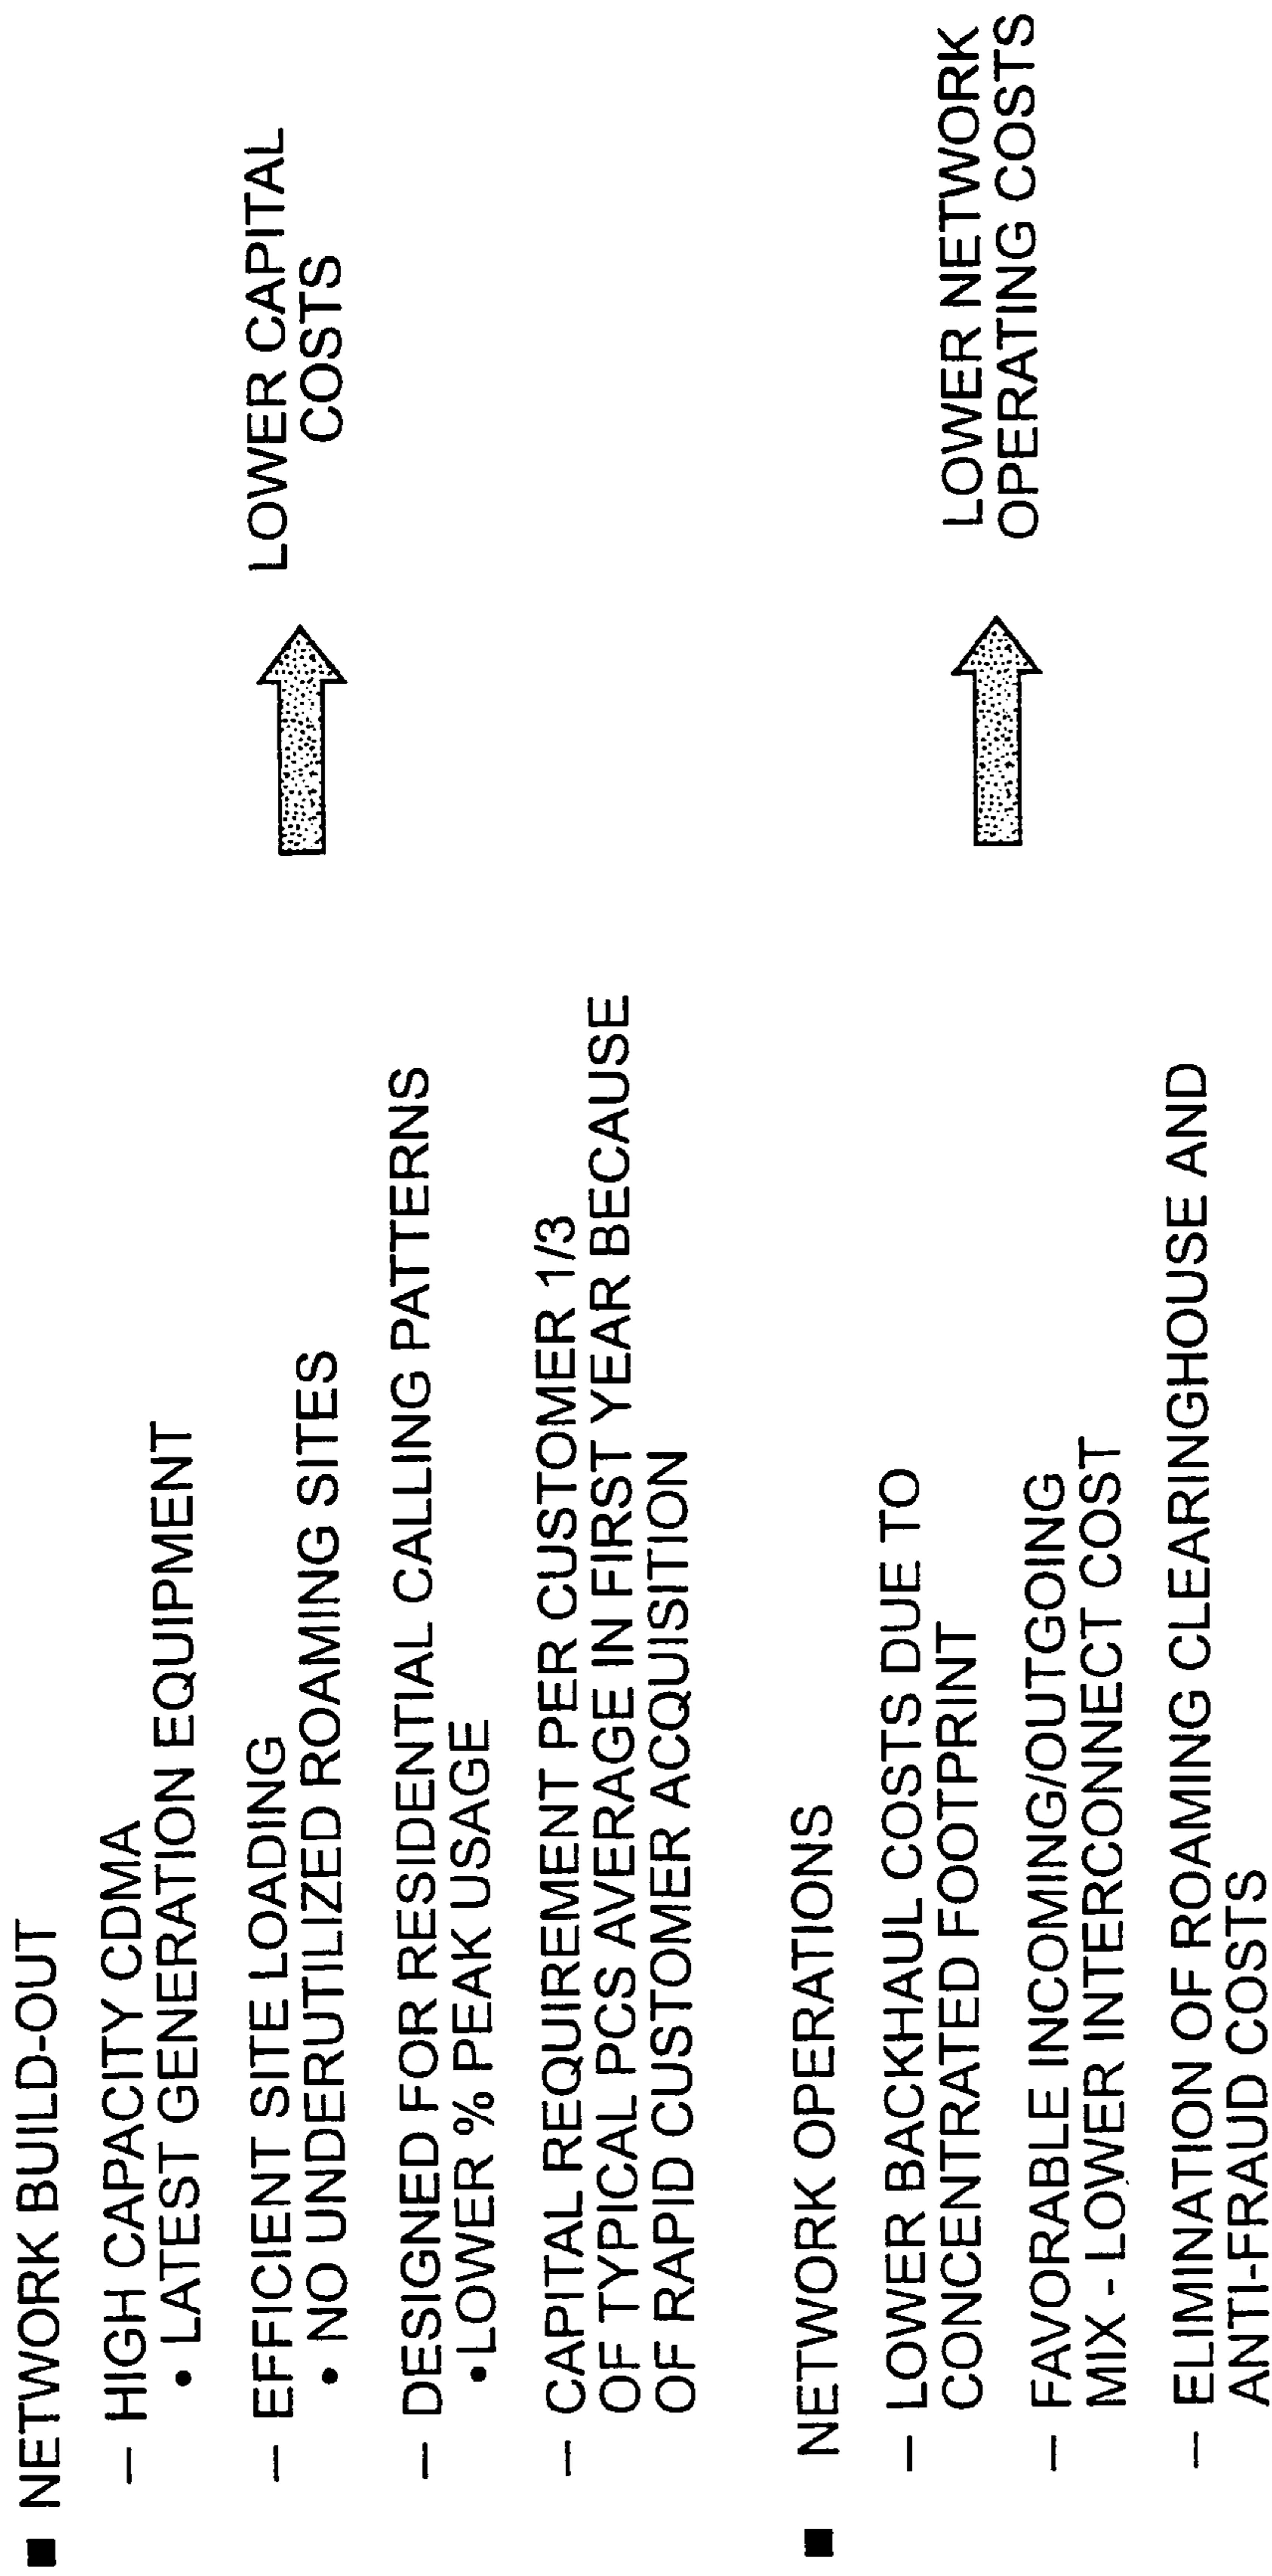 ■ NETWORK BUILD-OUT
– HIGH CAPACITY CDMA
• LATEST GENERATION EQUIPMENT
– EFFICIENT SITE LOADING
• NO UNDERUTILIZED ROAMING SITES
– DESIGNED FOR RESIDENTIAL CALLING PATTERNS
• LOWER % PEAK USAGE
– CAPITAL REQUIREMENT PER CUSTOMER 1/3
OF TYPICAL PCS AVERAGE IN FIRST YEAR BECAUSE
OF RAPID CUSTOMER ACQUISITION
LOWER CAPITAL
COSTS
■ NETWORK OPERATIONS
– LOWER BACKHAUL COSTS DUE TO
CONCENTRATED FOOTPRINT
– FAVORABLE INCOMING/OUTGOING
MIX - LOWER INTERCONNECT COST
– ELIMINATION OF ROAMING CLEARINGHOUSE AND
ANTI-FRAUD COSTS
LOWER NETWORK
OPERATING COSTS